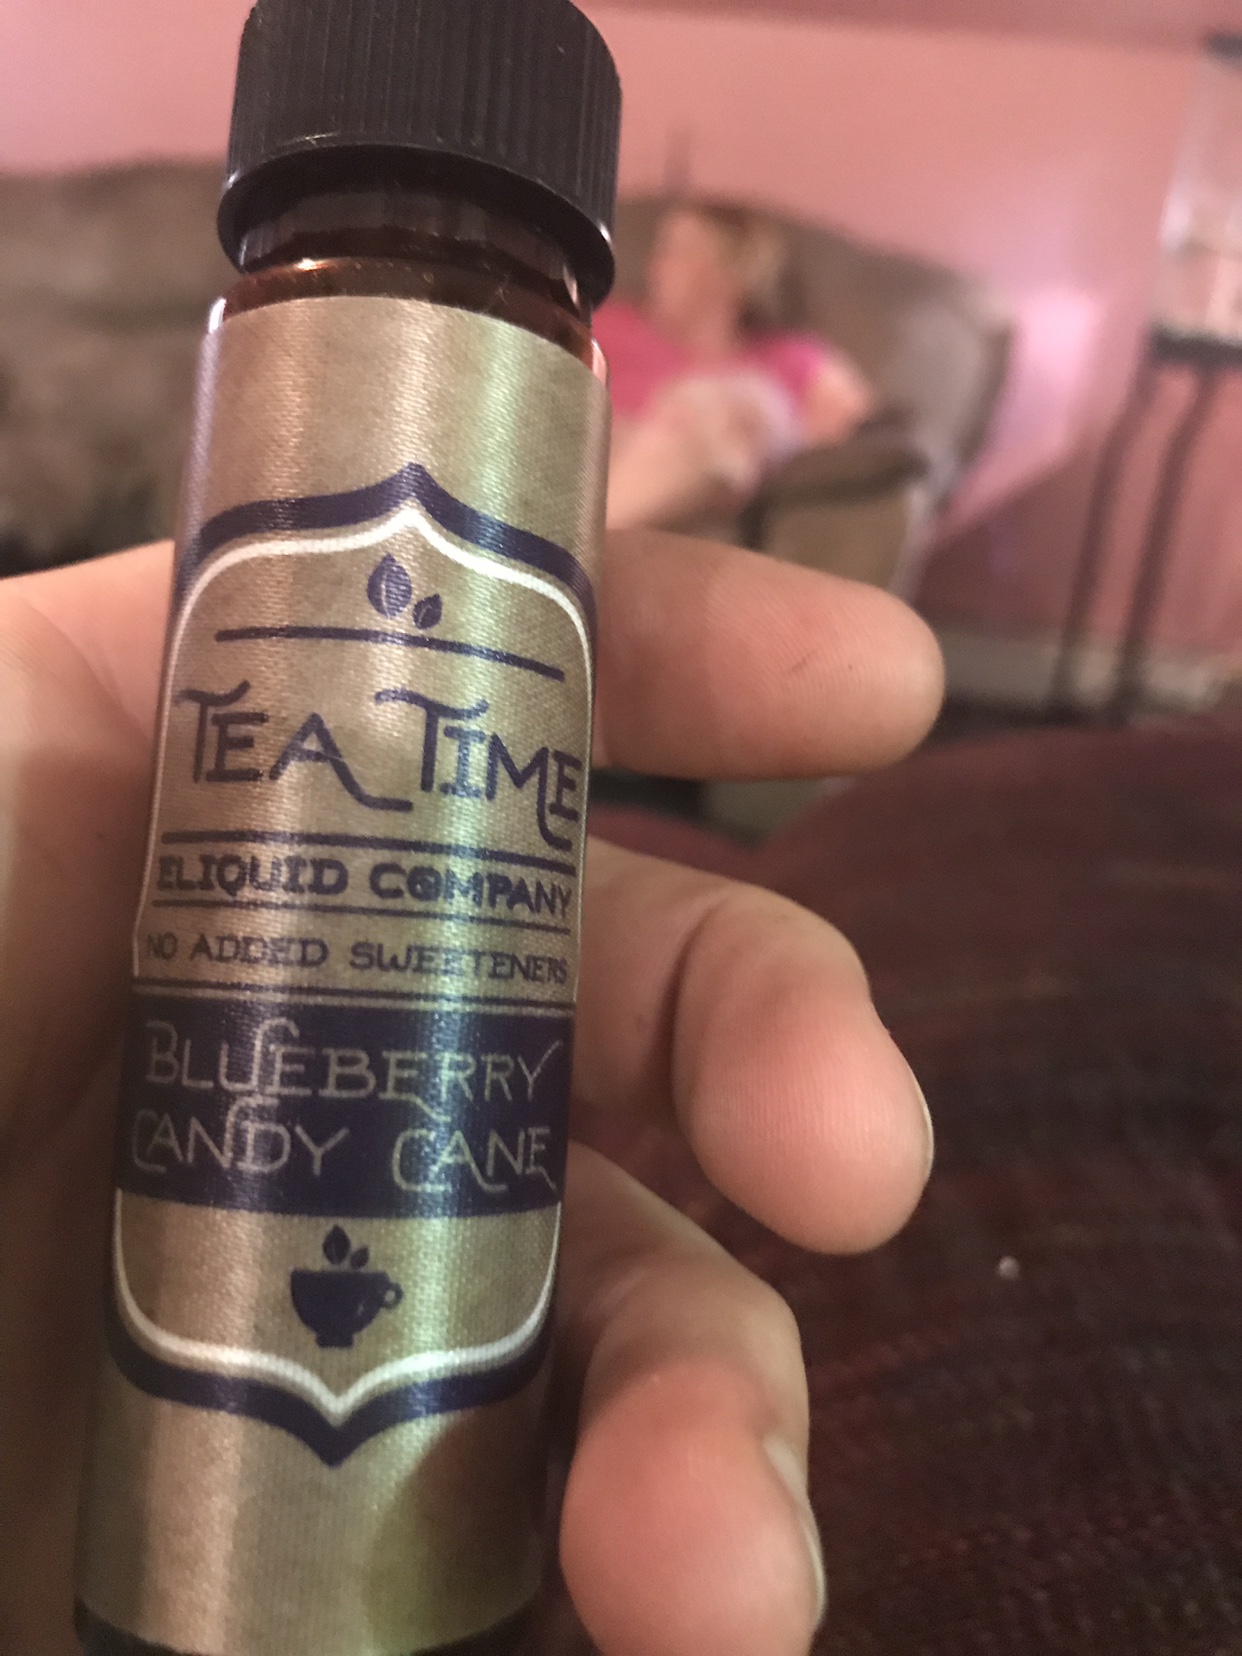 TEA TIME
ELIQUID COMPANY
NO ADDED SWEETENERS
BLUEBERRY
CANDY CANE